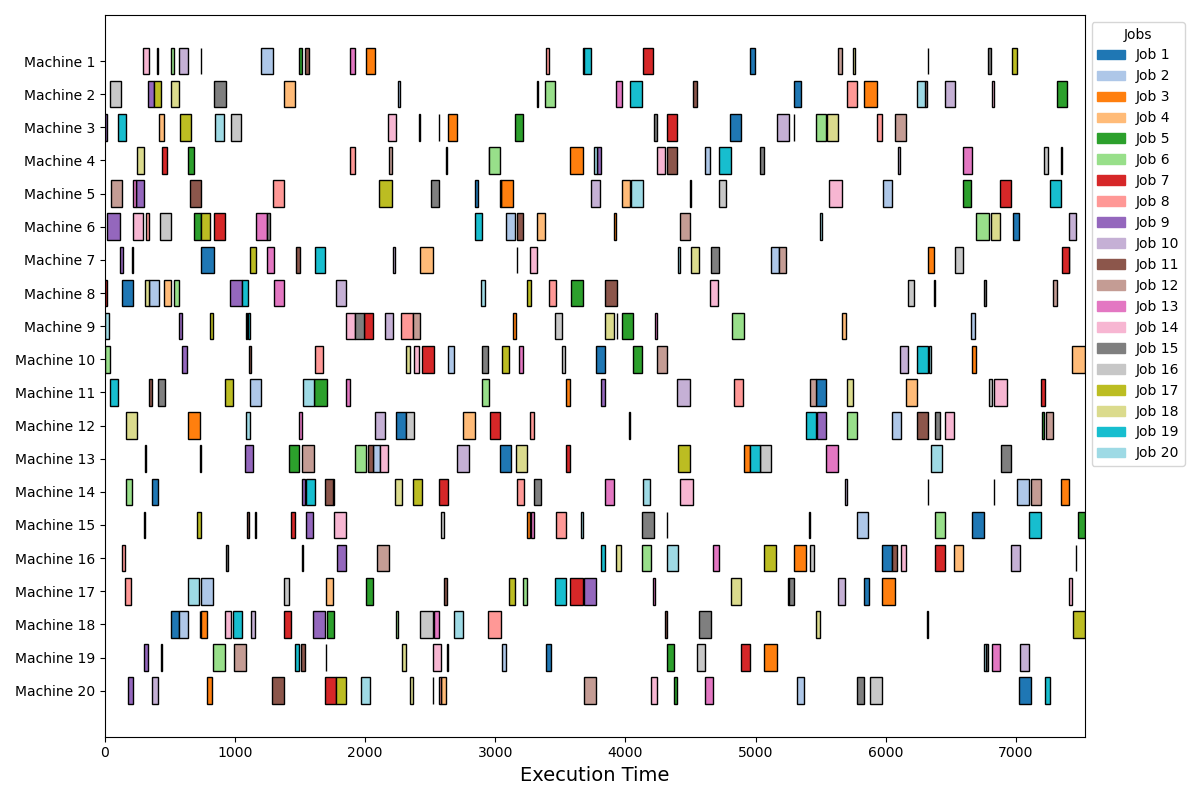 Machine 1
Machine 2
Machine 3
Machine 4
Machine 5
Machine 6
Machine 7
Machine 8
Machine 9
Machine 10
Machine 11
Machine 12
Machine 13
Machine 14
Machine 15
Machine 16
Machine 17
Machine 18
Machine 19
Machine 20
0 1000 2000 3000 4000 5000 6000 7000
Execution Time
Jobs
Job 1
Job 2
Job 3
Job 4
Job 5
Job 6
Job 7
Job 8
Job 9
Job 10
Job 11
Job 12
Job 13
Job 14
Job 15
Job 16
Job 17
Job 18
Job 19
Job 20